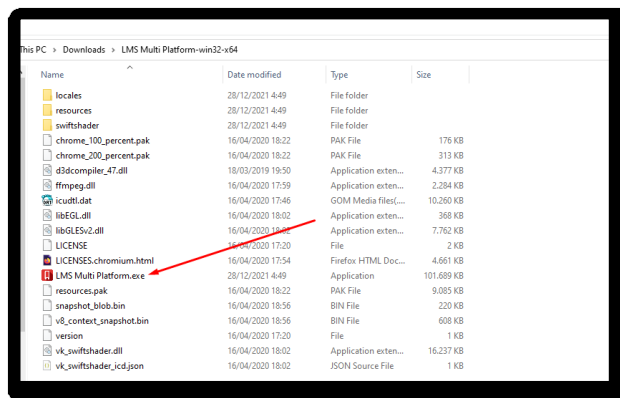 This PC > Downloads > LMS Multi Platform-win32-x64
Name Date modified Type Size
locales 28/12/2021 4:49 File folder
resources 28/12/2021 4:49 File folder
swiftshader 28/12/2021 4:49 File folder
chrome_100_percent.pak 16/04/2020 18:22 PAK File 176 KB
chrome_200_percent.pak 16/04/2020 18:22 PAK File 313 KB
d3dcompiler_47.dll 18/03/2019 19:50 Application exten... 4.377 KB
ffmpeg.dll 16/04/2020 17:59 Application exten... 2.284 KB
icudtl.dat 16/04/2020 17:46 GOM Media files(.... 10.260 KB
libEGL.dll 16/04/2020 18:02 Application exten... 368 KB
libGLESv2.dll 16/04/2020 18:02 Application exten... 7.762 KB
LICENSE 16/04/2020 17:20 File 2 KB
LICENSES.chromium.html 16/04/2020 17:54 Firefox HTML Doc... 4.661 KB
LMS Multi Platform.exe 28/12/2021 4:49 Application 101.689 KB
resources.pak 16/04/2020 18:22 PAK File 9.085 KB
snapshot_blob.bin 16/04/2020 18:56 BIN File 220 KB
v8_context_snapshot.bin 16/04/2020 18:56 BIN File 608 KB
version 16/04/2020 17:20 File 1 KB
vk_swiftshader.dll 16/04/2020 18:02 Application exten... 16.237 KB
vk_swiftshader_icd.json 16/04/2020 18:02 JSON Source File 1 KB